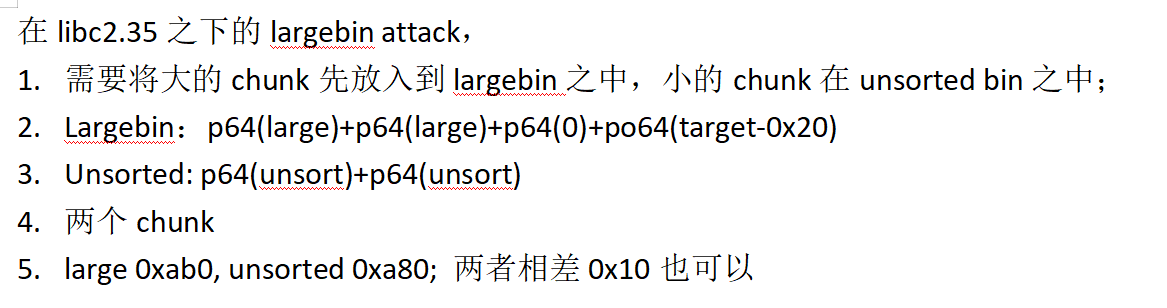 在 libc2.35 之下的 largebin attack，
1. 需要将大的 chunk 先放入到 largebin 之中，小的 chunk 在 unsorted bin 之中；
2. Largebin：p64(large)+p64(large)+p64(0)+po64(target-0x20)
3. Unsorted: p64(unsort)+p64(unsort)
4. 两个 chunk
5. large 0xab0, unsorted 0xa80; 两者相差 0x10 也可以